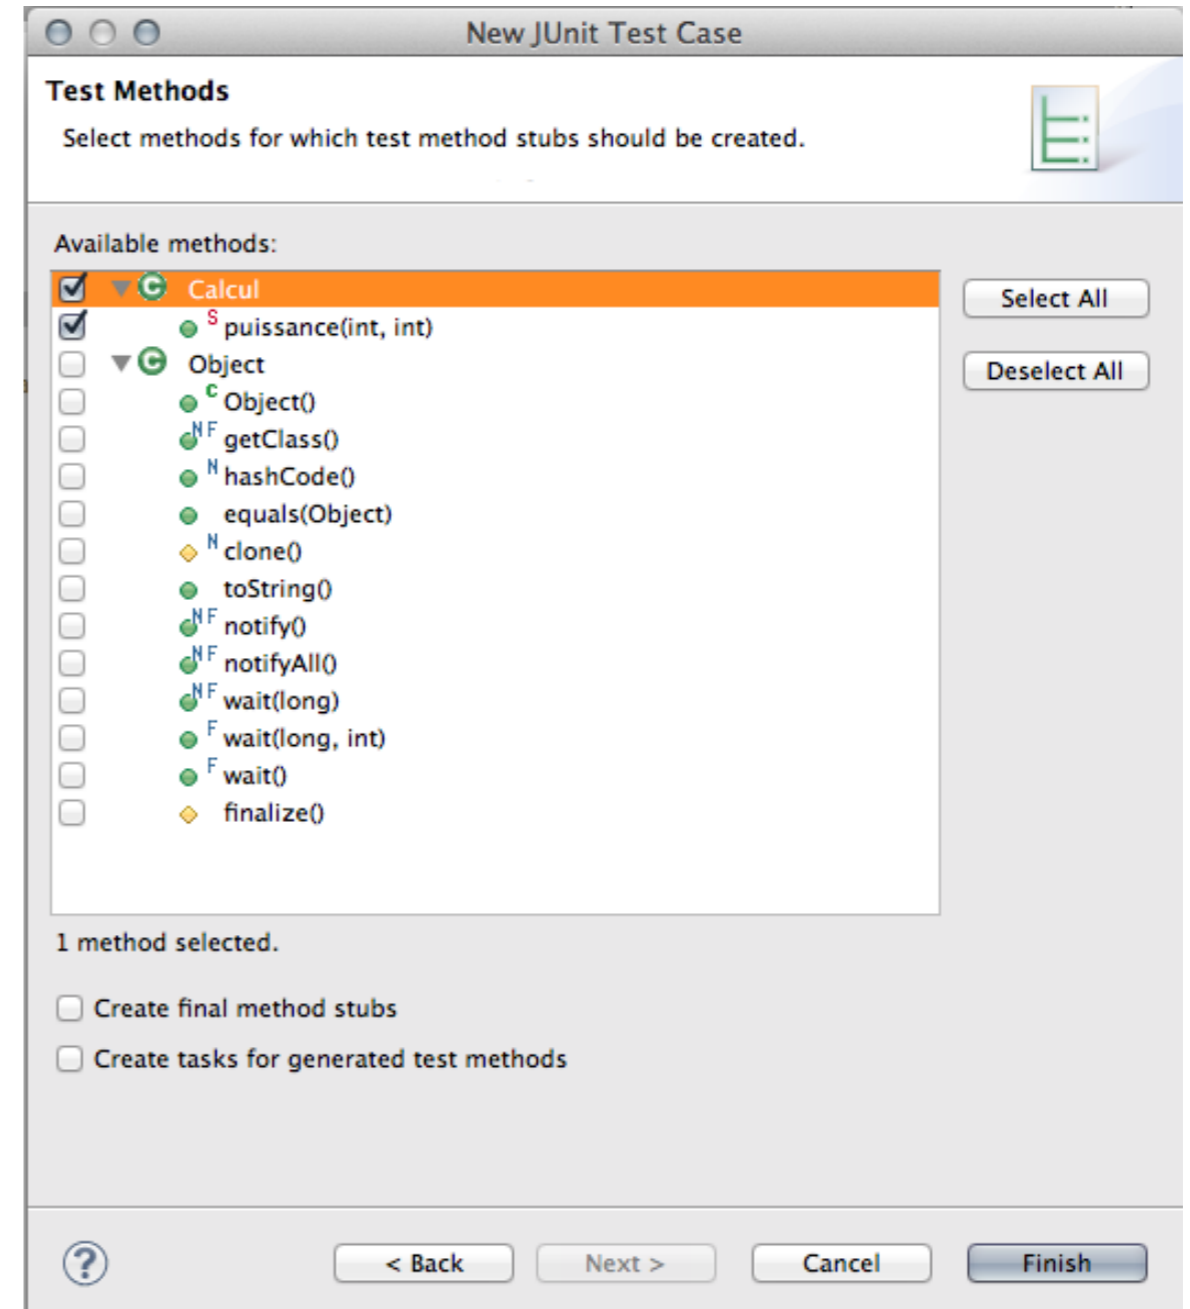 New JUnit Test Case
Test Methods
Select methods for which test method stubs should be created.
Available methods:
C Calcul
S puissance(int, int)
C Object
C Object()
N F getClass()
N hashCode()
equals(Object)
N clone()
toString()
N F notify()
N F notifyAll()
N F wait(long)
F wait(long, int)
F wait()
finalize()
Select All
Deselect All
1 method selected.
Create final method stubs
Create tasks for generated test methods
? < Back Next > Cancel Finish